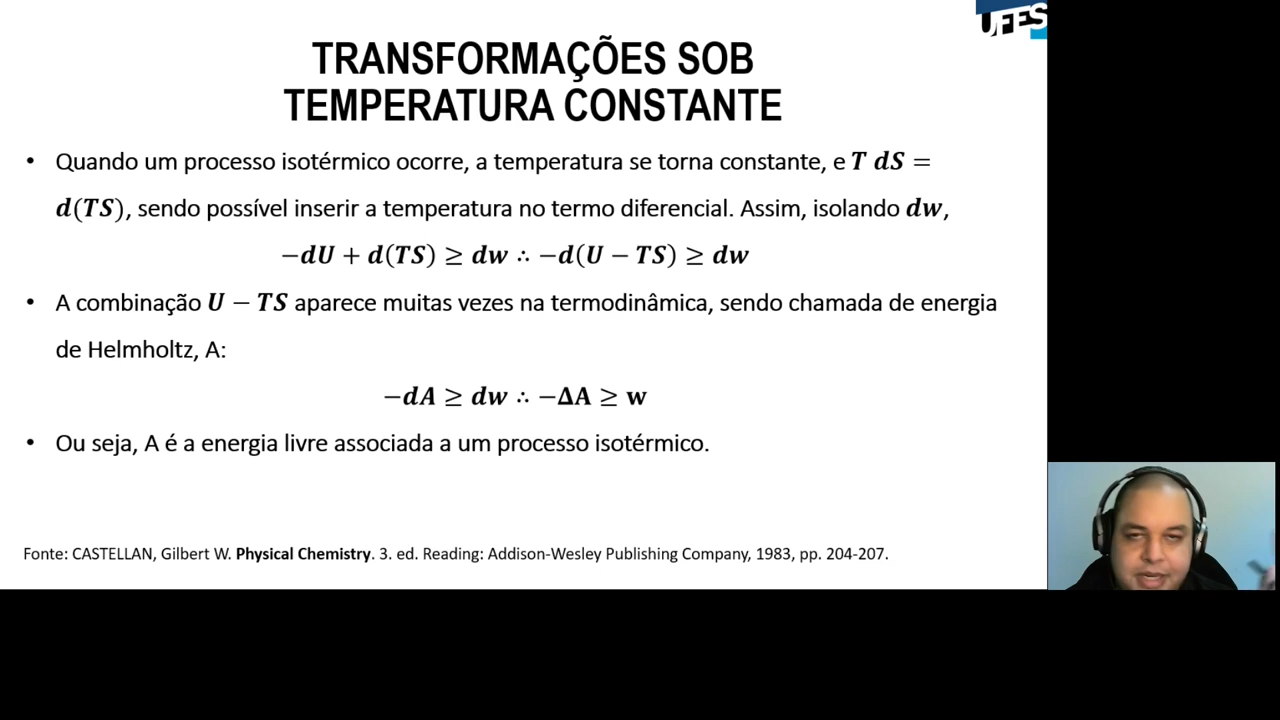 UFES
TRANSFORMAÇÕES SOB
TEMPERATURA CONSTANTE
• Quando um processo isotérmico ocorre, a temperatura se torna constante, e T dS =
d(TS), sendo possível inserir a temperatura no termo diferencial. Assim, isolando dw,
−dU + d(TS) ≥ dw ∴ −d(U − TS) ≥ dw
• A combinação U − TS aparece muitas vezes na termodinâmica, sendo chamada de energia
de Helmholtz, A:
−dA ≥ dw ∴ −ΔA ≥ w
• Ou seja, A é a energia livre associada a um processo isotérmico.
Fonte: CASTELLAN, Gilbert W. Physical Chemistry. 3. ed. Reading: Addison-Wesley Publishing Company, 1983, pp. 204-207.